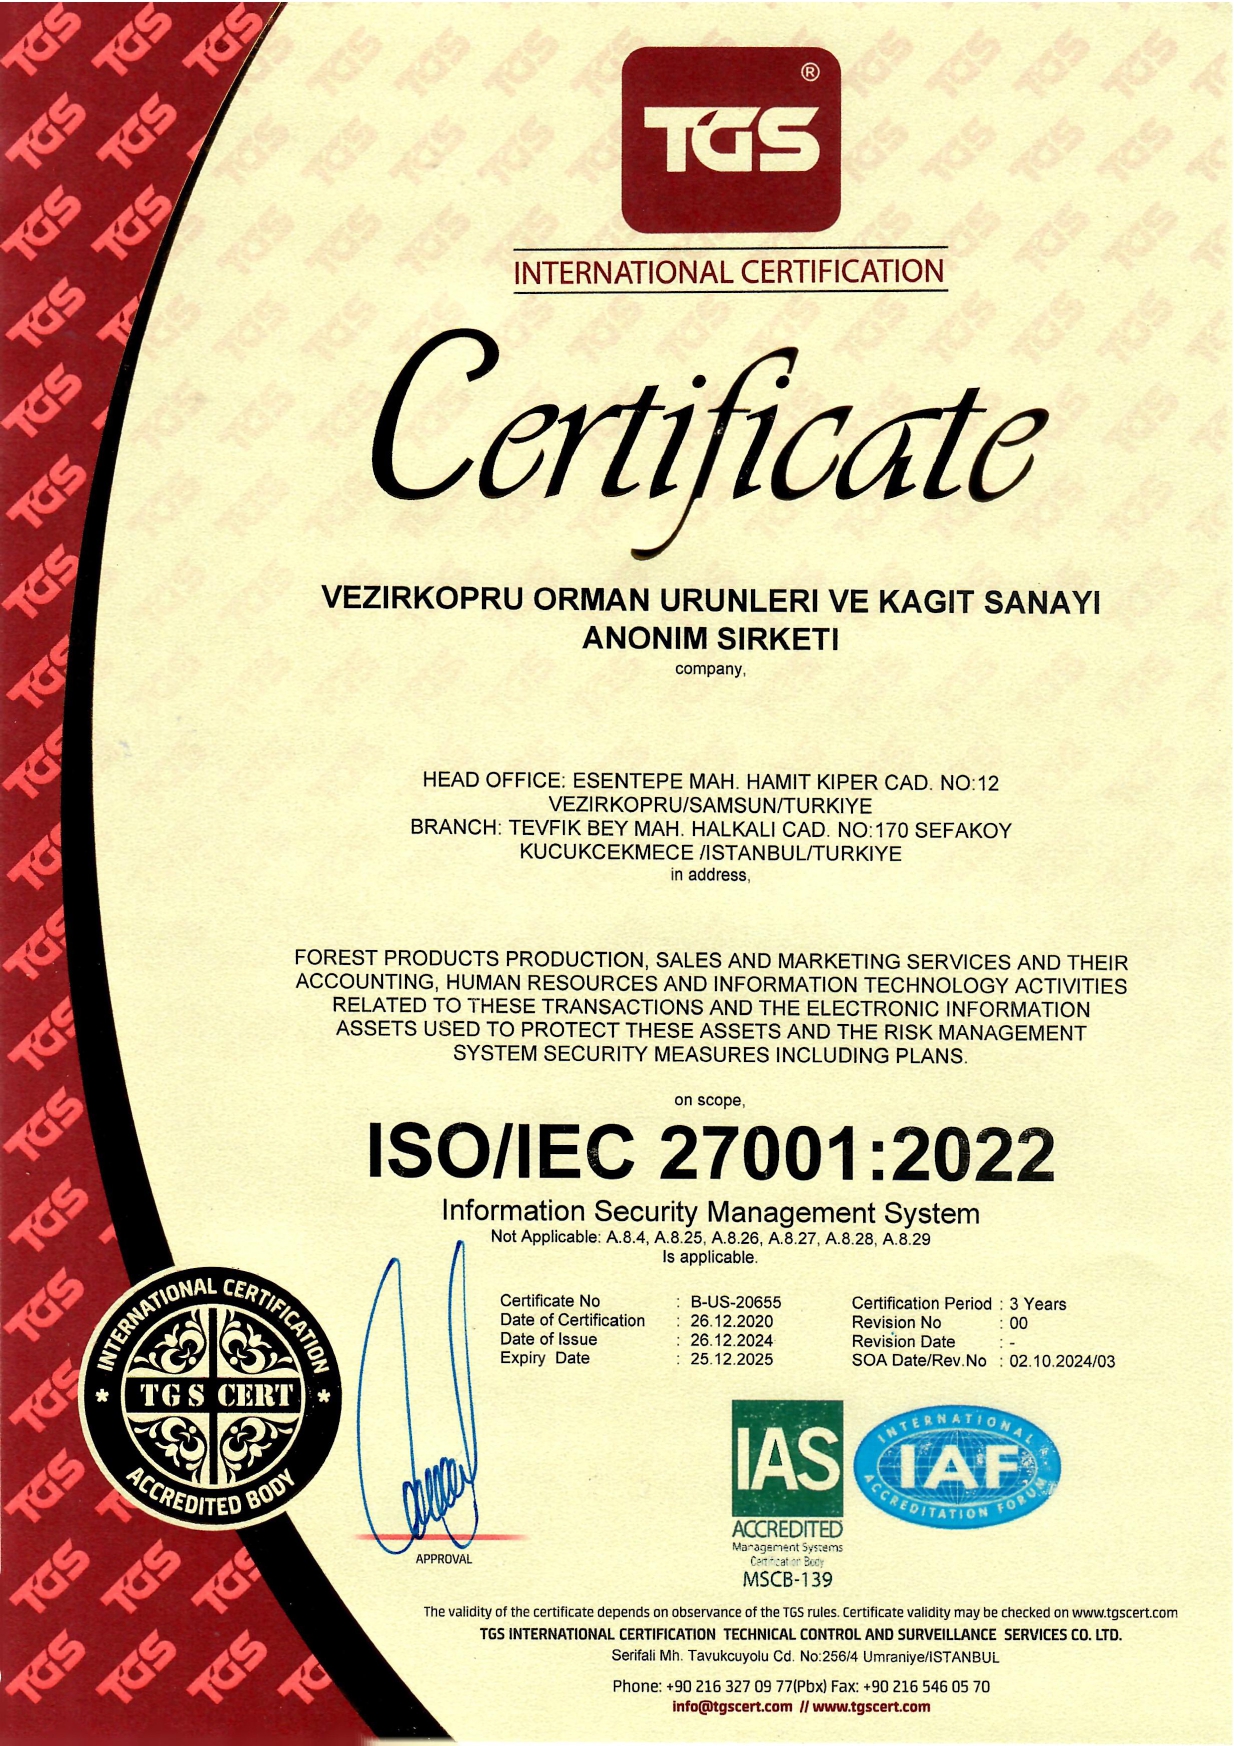 TGS
®
INTERNATIONAL CERTIFICATION
Certificate
VEZIRKOPRU ORMAN URUNLERI VE KAGIT SANAYI
ANONIM SIRKETI
company,
HEAD OFFICE: ESENTEPE MAH. HAMIT KIPER CAD. NO:12
VEZIRKOPRU/SAMSUN/TURKIYE
BRANCH: TEVFIK BEY MAH. HALKALI CAD. NO:170 SEFAKOY
KUCUKCEKMECE /ISTANBUL/TURKIYE
in address,
FOREST PRODUCTS PRODUCTION, SALES AND MARKETING SERVICES AND THEIR
ACCOUNTING, HUMAN RESOURCES AND INFORMATION TECHNOLOGY ACTIVITIES
RELATED TO THESE TRANSACTIONS AND THE ELECTRONIC INFORMATION
ASSETS USED TO PROTECT THESE ASSETS AND THE RISK MANAGEMENT
SYSTEM SECURITY MEASURES INCLUDING PLANS.
on scope,
ISO/IEC 27001:2022
Information Security Management System
Not Applicable: A.8.4, A.8.25, A.8.26, A.8.27, A.8.28, A.8.29
Is applicable.
Certificate No : B-US-20655 Certification Period : 3 Years
Date of Certification : 26.12.2020 Revision No : 00
Date of Issue : 26.12.2024 Revision Date : -
Expiry Date : 25.12.2025 SOA Date/Rev.No : 02.10.2024/03
INTERNATIONAL CERTIFICATION
* TGS CERT *
ACCREDITED BODY
APPROVAL
IAS
ACCREDITED
Management Systems
Certification Body
MSCB-139
INTERNATIONAL
IAF
ACCREDITATION FORUM
The validity of the certificate depends on observance of the TGS rules. Certificate validity may be checked on www.tgscert.com
TGS INTERNATIONAL CERTIFICATION TECHNICAL CONTROL AND SURVEILLANCE SERVICES CO. LTD.
Serifali Mh. Tavukcuyolu Cd. No:256/4 Umraniye/ISTANBUL
Phone: +90 216 327 09 77(Pbx) Fax: +90 216 546 05 70
info@tgscert.com // www.tgscert.com